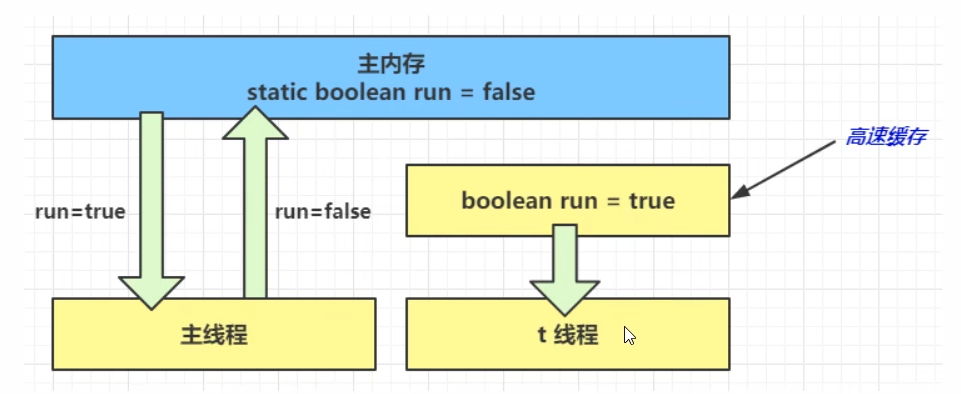 主内存
static boolean run = false
高速缓存
boolean run = true
run=true
run=false
主线程
t 线程